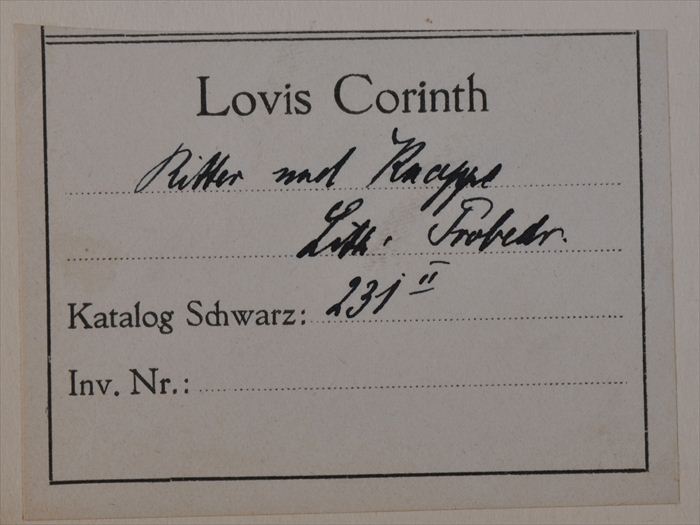 Lovis Corinth
Ritter und Knappe
Lith. Probedr.
Katalog Schwarz: 231 II
Inv. Nr.: